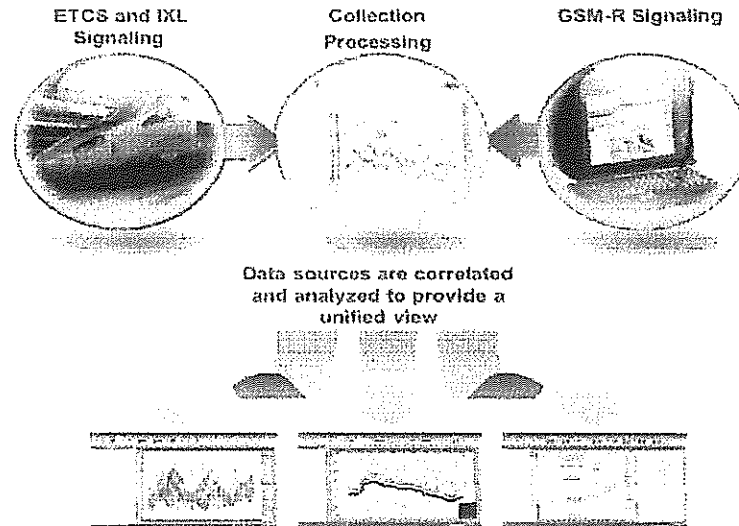 ETCS and IXL
Signaling
Collection
Processing
GSM-R Signaling
Data sources are correlated
and analyzed to provide a
unified view